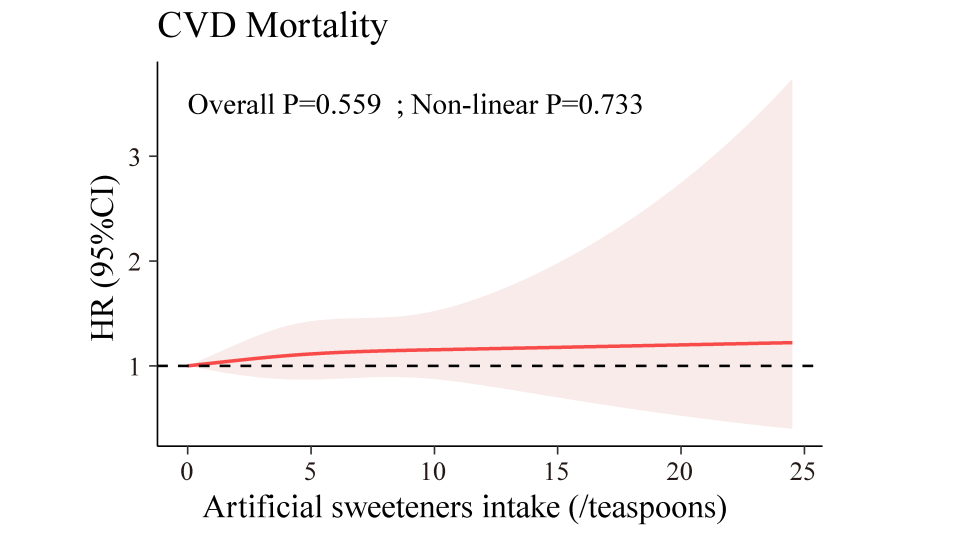 CVD Mortality
Overall P=0.559 ; Non-linear P=0.733
HR (95%CI)
3
2
1
0 5 10 15 20 25
Artificial sweeteners intake (/teaspoons)